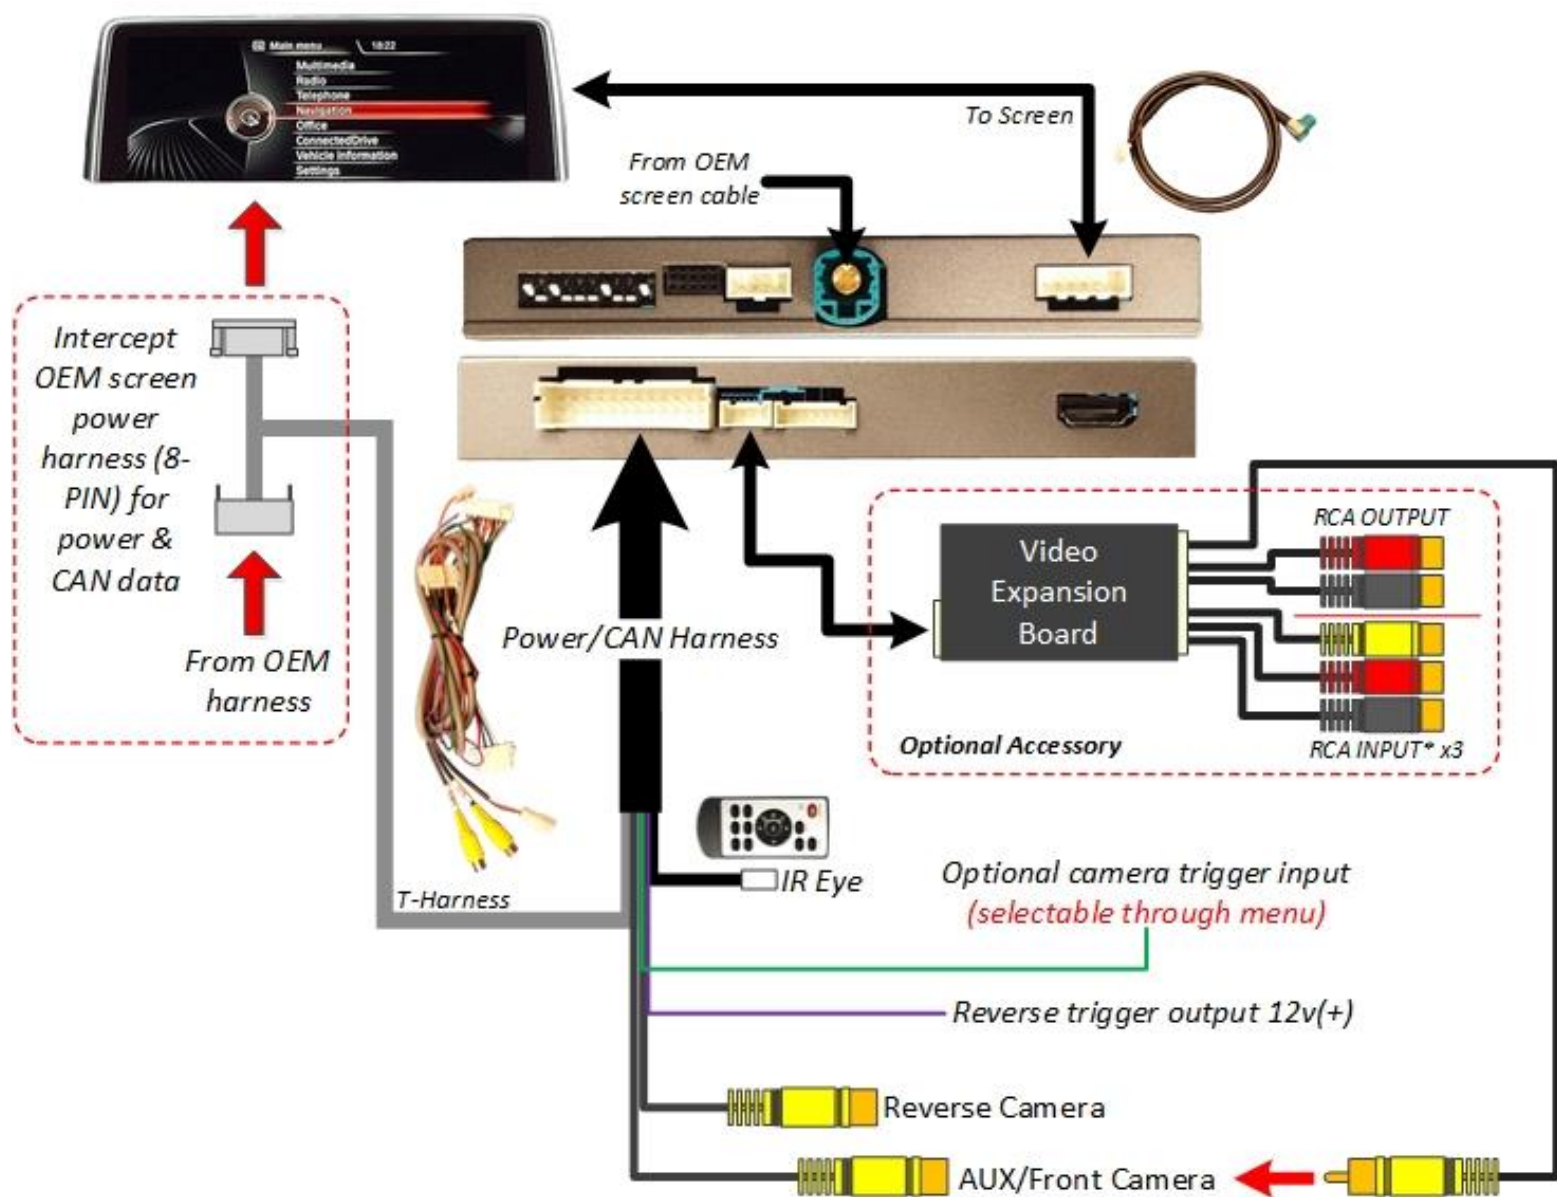 Main menu
18:22
Multimedia
Radio
Telephone
Navigation
Office
ConnectedDrive
Vehicle information
Settings
To Screen
From OEM
screen cable
Intercept
OEM screen
power
harness (8-
PIN) for
power &
CAN data
From OEM
harness
Power/CAN Harness
Video
Expansion
Board
RCA OUTPUT
RCA INPUT* x3
Optional Accessory
T-Harness
IR Eye
Optional camera trigger input
(selectable through menu)
Reverse trigger output 12v(+)
Reverse Camera
AUX/Front Camera